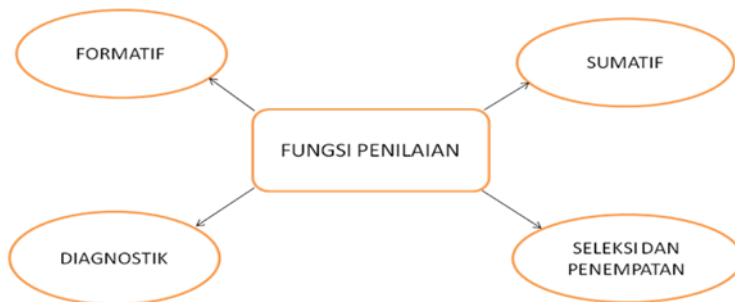 FORMATIF
SUMATIF
FUNGSI PENILAIAN
DIAGNOSTIK
SELEKSI DAN
PENEMPATAN